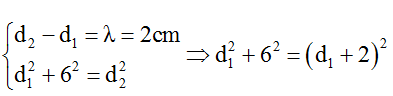 d₂ − d₁ = λ = 2cm
d₁² + 6² = d₂²
⇒ d₁² + 6² = (d₁ + 2)²